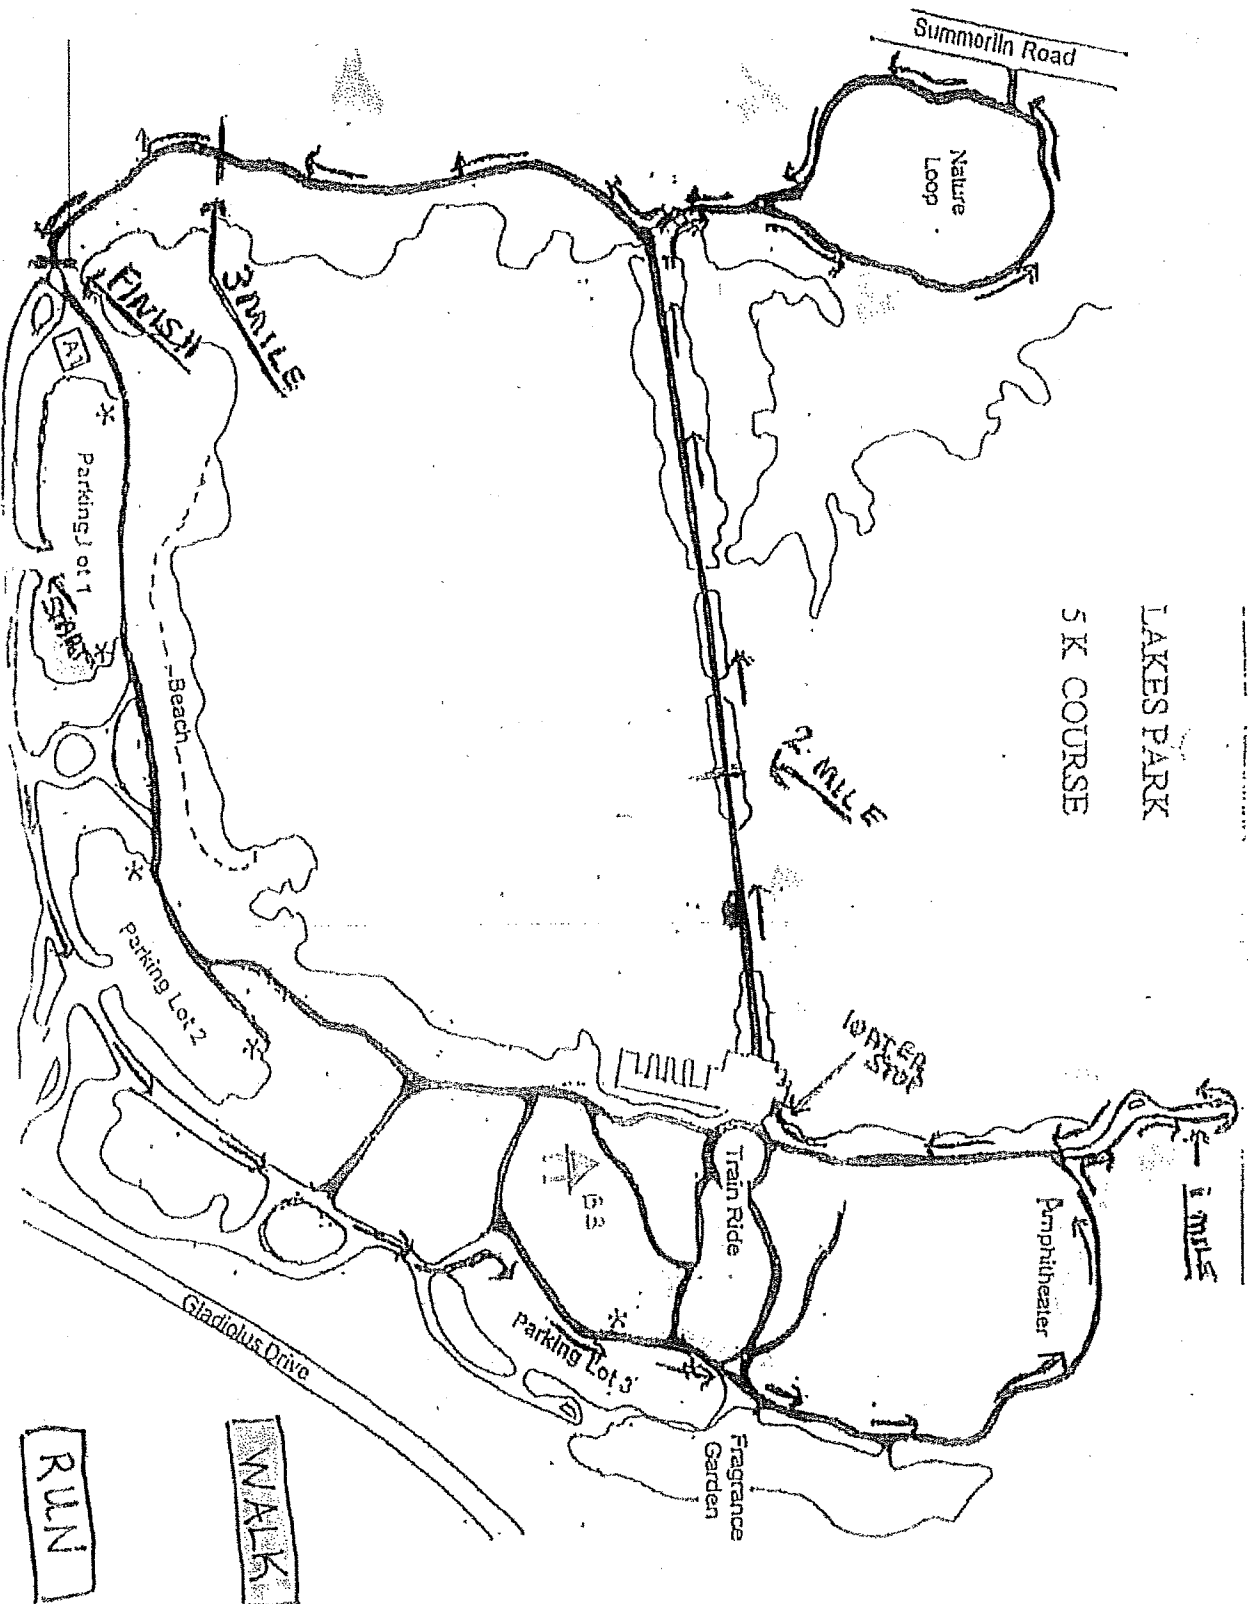 LAKES PARK
5 K COURSE
Summerlin Road
Nature
Loop
3 MILE
FINISH
A1
Parking Lot 1
START
Beach
2 MILE
Parking Lot 2
WATER
STOP
1 MILE
Train Ride
Amphitheater
Parking Lot 3
Gladiolus Drive
Fragrance
Garden
WALK
RUN